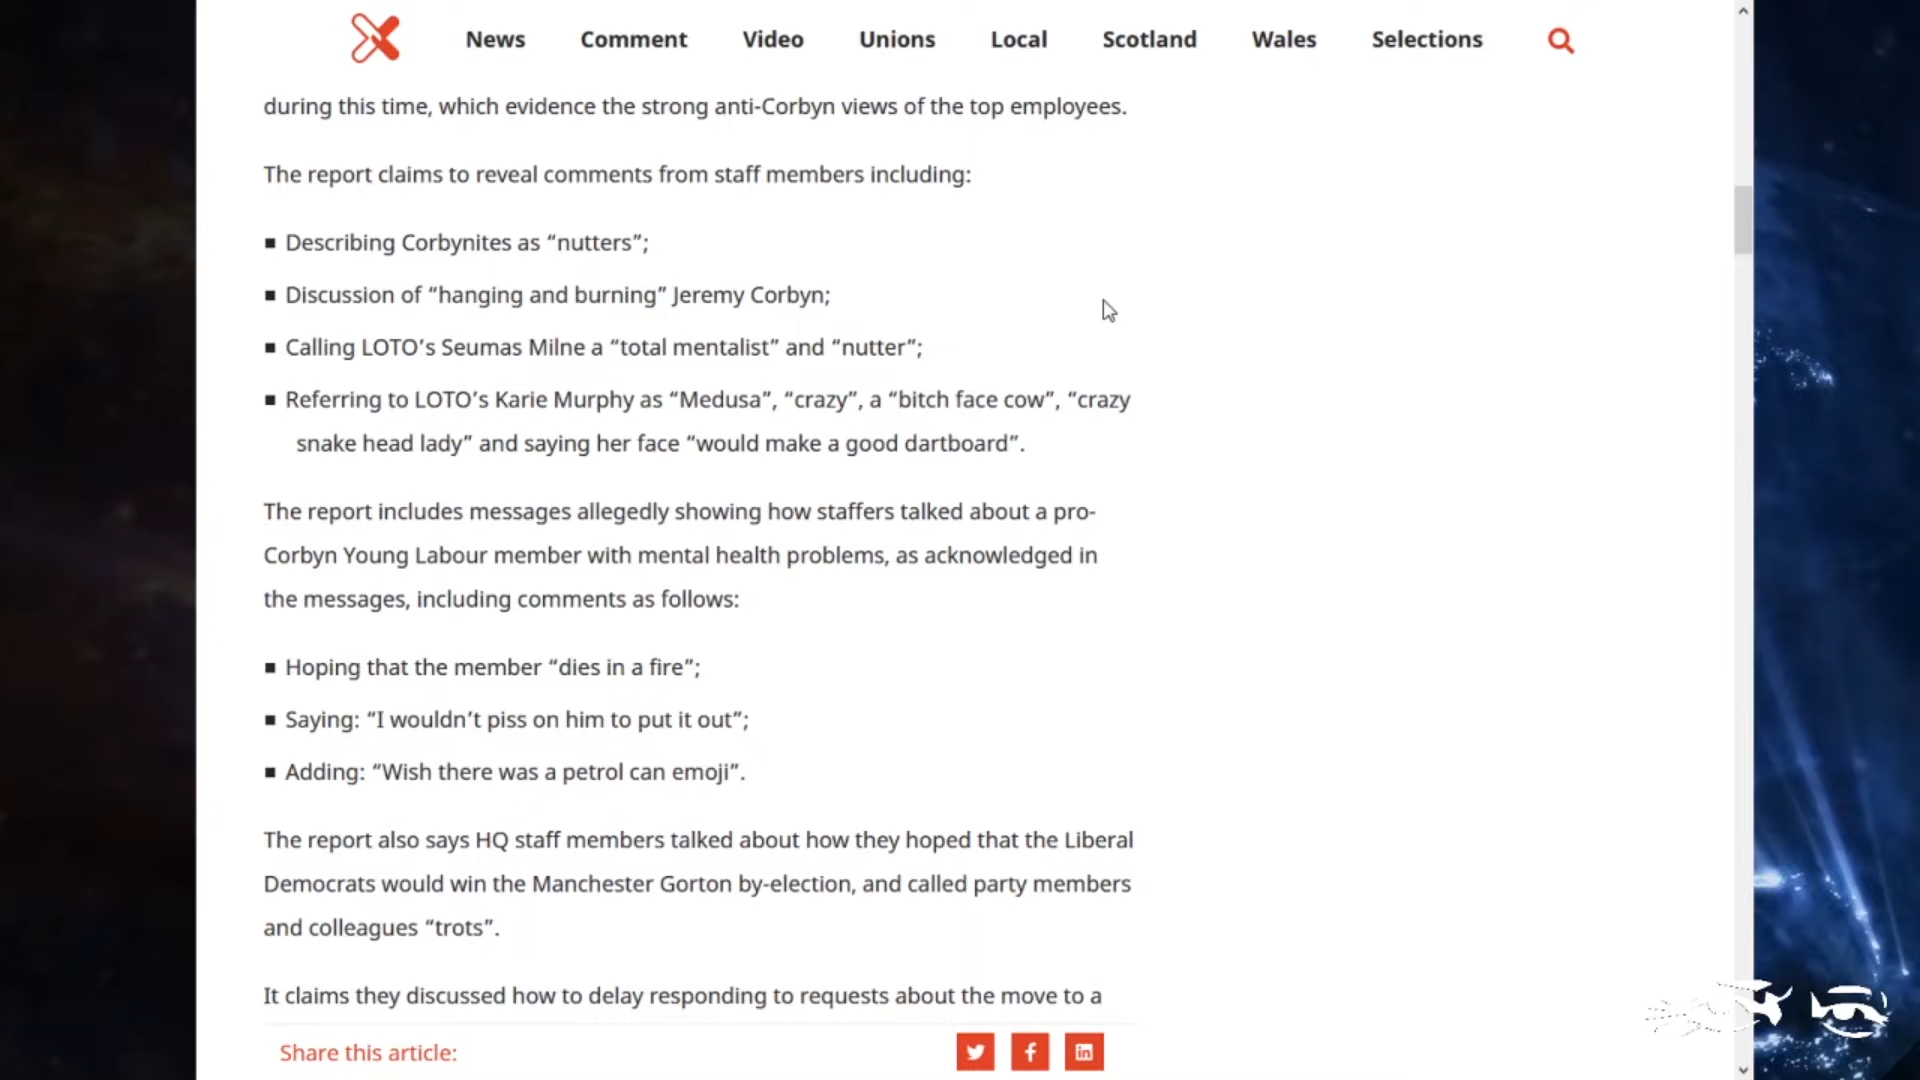 News Comment Video Unions Local Scotland Wales Selections
during this time, which evidence the strong anti-Corbyn views of the top employees.
The report claims to reveal comments from staff members including:
■ Describing Corbynites as “nutters”;
■ Discussion of “hanging and burning” Jeremy Corbyn;
■ Calling LOTO’s Seumas Milne a “total mentalist” and “nutter”;
■ Referring to LOTO’s Karie Murphy as “Medusa”, “crazy”, a “bitch face cow”, “crazy
snake head lady” and saying her face “would make a good dartboard”.
The report includes messages allegedly showing how staffers talked about a pro-
Corbyn Young Labour member with mental health problems, as acknowledged in
the messages, including comments as follows:
■ Hoping that the member “dies in a fire”;
■ Saying: “I wouldn’t piss on him to put it out”;
■ Adding: “Wish there was a petrol can emoji”.
The report also says HQ staff members talked about how they hoped that the Liberal
Democrats would win the Manchester Gorton by-election, and called party members
and colleagues “trots”.
It claims they discussed how to delay responding to requests about the move to a
Share this article: